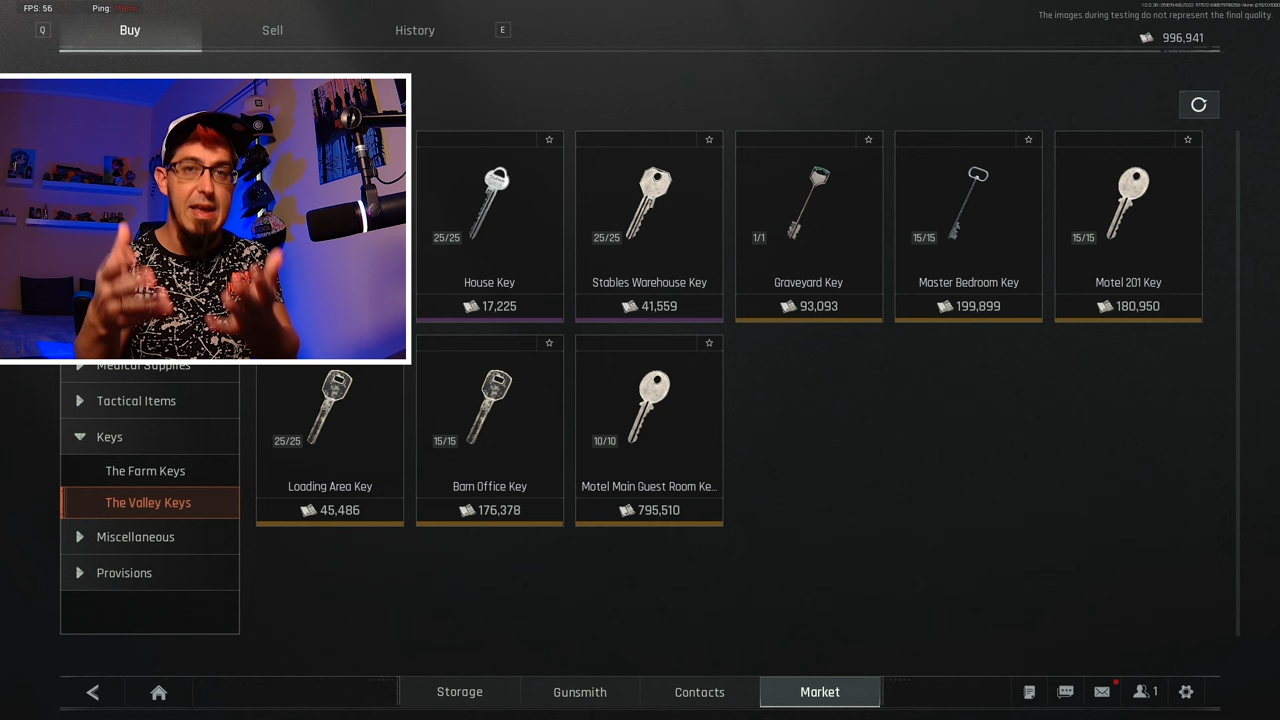 FPS: 56
Ping:
The images during testing do not represent the final quality
Q
Buy
Sell
History
E
996,941
25/25
House Key
17,225
25/25
Stables Warehouse Key
41,559
1/1
Graveyard Key
93,093
15/15
Master Bedroom Key
199,899
15/15
Motel 201 Key
180,950
Medical Supplies
Tactical Items
Keys
The Farm Keys
The Valley Keys
Miscellaneous
Provisions
25/25
Loading Area Key
45,486
15/15
Barn Office Key
176,378
10/10
Motel Main Guest Room Ke...
795,510
Storage
Gunsmith
Contacts
Market
1